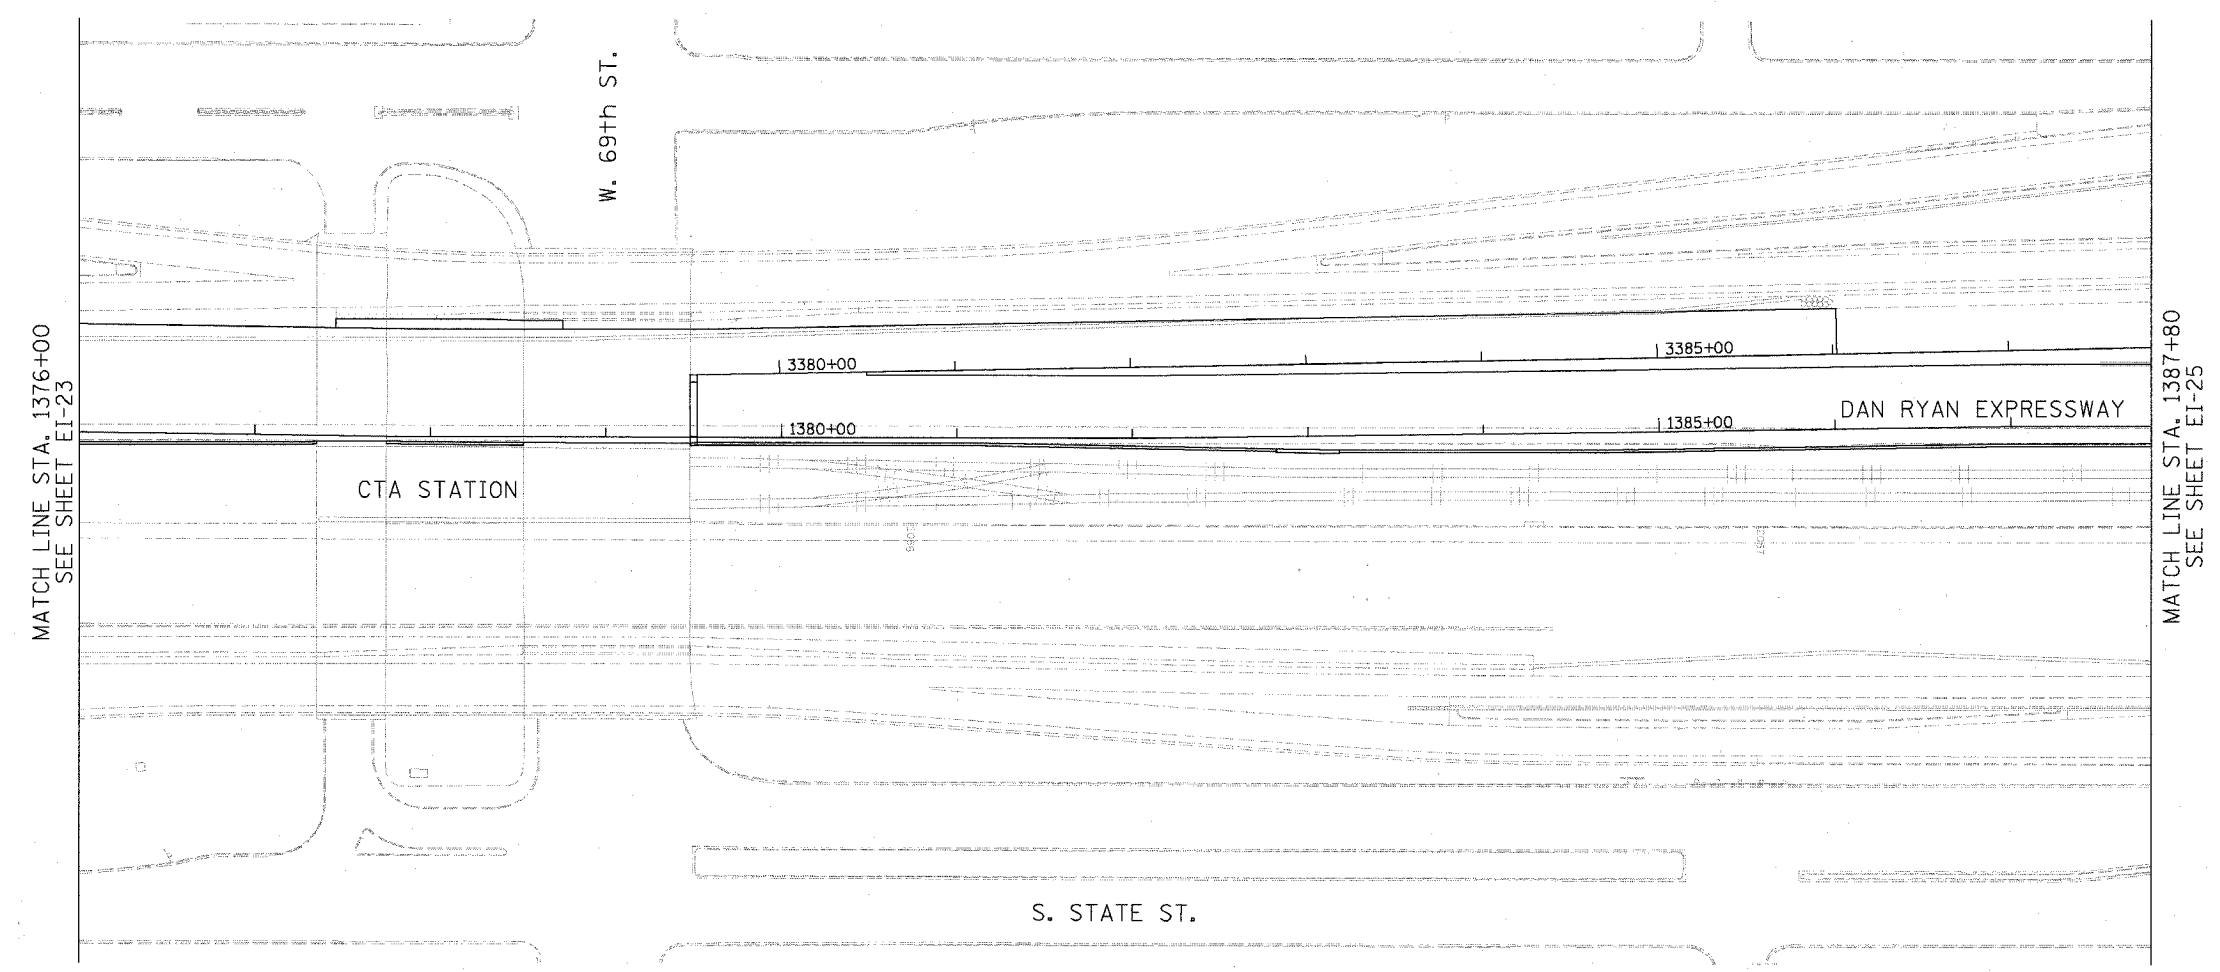 W. 69th ST.
MATCH LINE STA. 1376+00
SEE SHEET EI-23
3380+00
3385+00
1380+00
1385+00
DAN RYAN EXPRESSWAY
CTA STATION
S. STATE ST.
MATCH LINE STA. 1387+80
SEE SHEET EI-25